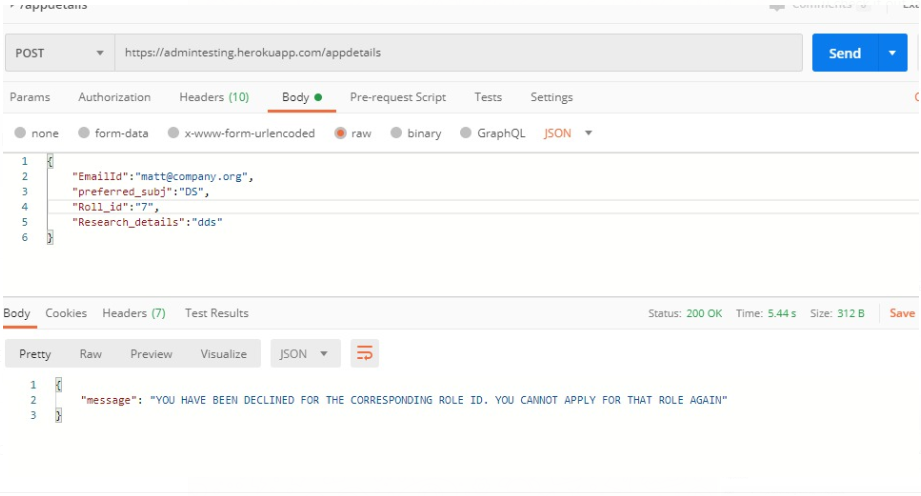 /appdetails
Comments 0
POST https://admintesting.herokuapp.com/appdetails Send
Params Authorization Headers (10) Body Pre-request Script Tests Settings
none form-data x-www-form-urlencoded raw binary GraphQL JSON
1 {
2 "EmailId":"matt@company.org",
3 "preferred_subj":"DS",
4 "Roll_id":"7",
5 "Research_details":"dds"
6 }
Body Cookies Headers (7) Test Results Status: 200 OK Time: 5.44 s Size: 312 B Save
Pretty Raw Preview Visualize JSON
1 {
2 "message": "YOU HAVE BEEN DECLINED FOR THE CORRESPONDING ROLE ID. YOU CANNOT APPLY FOR THAT ROLE AGAIN"
3 }